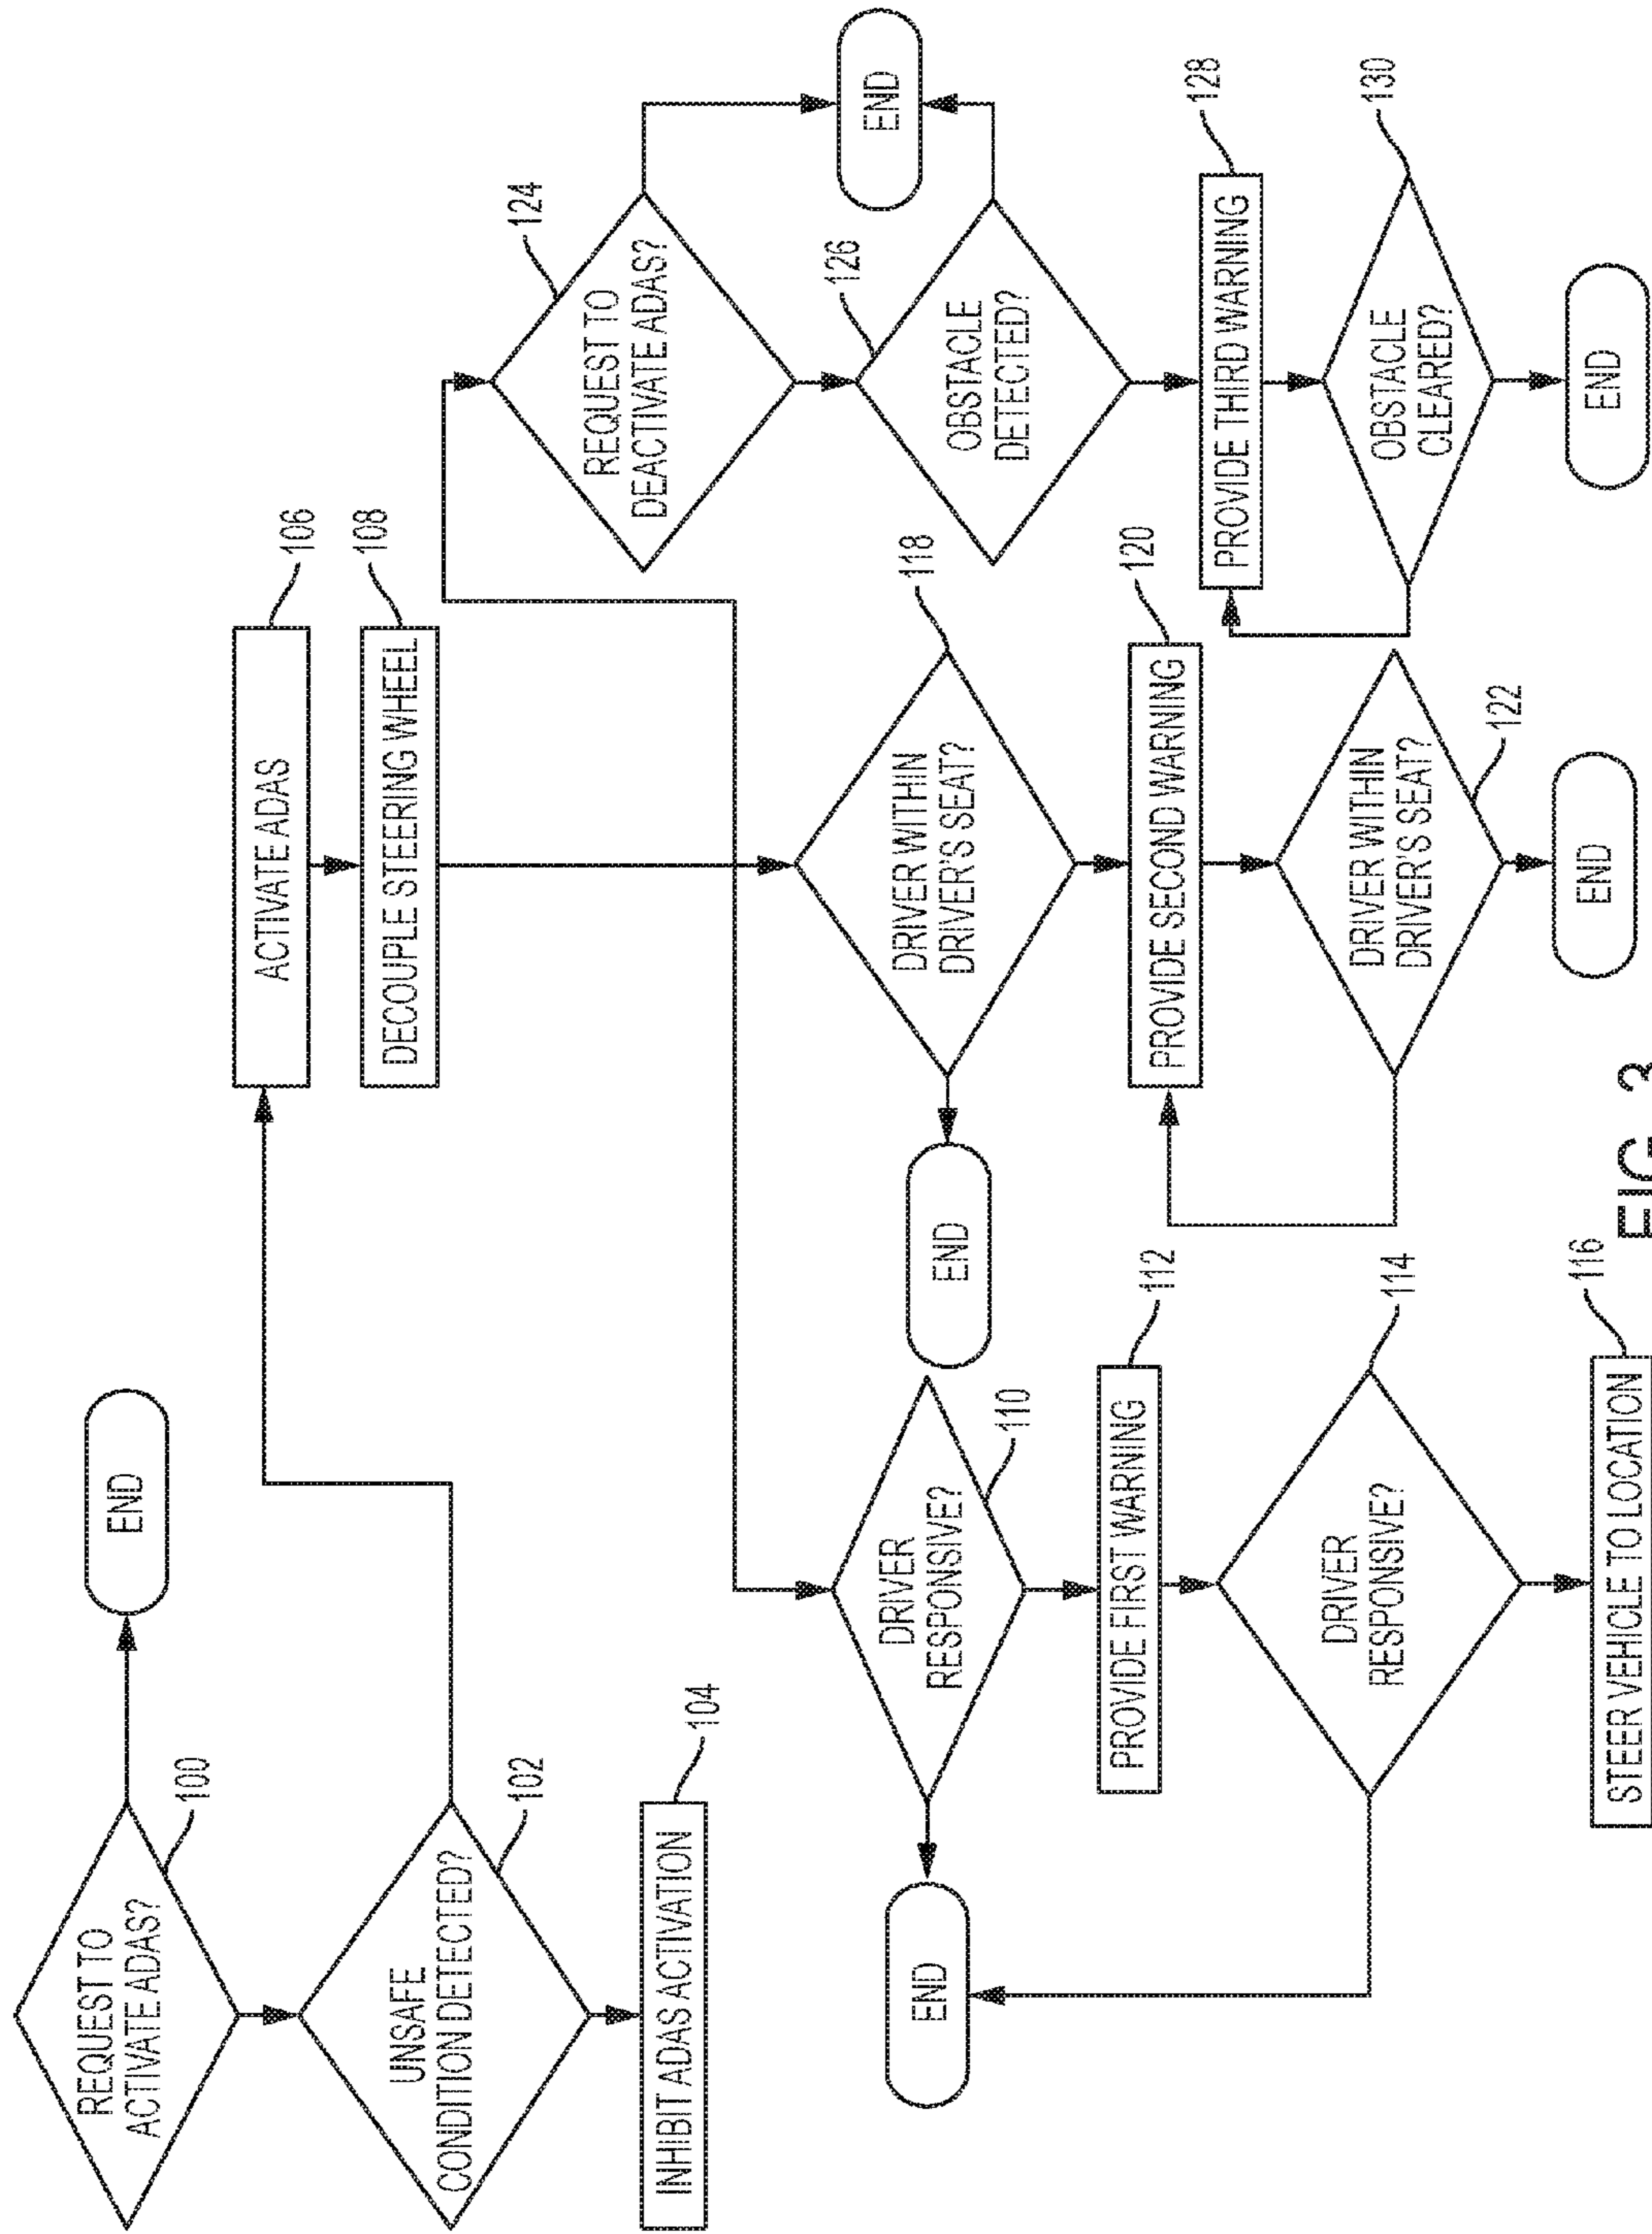 REQUEST TO
ACTIVATE ADAS?
100
END
UNSAFE
CONDITION DETECTED?
102
INHIBIT ADAS ACTIVATION
104
ACTIVATE ADAS
106
DECOUPLE STEERING WHEEL
108
DRIVER
RESPONSIVE?
110
END
PROVIDE FIRST WARNING
112
DRIVER
RESPONSIVE?
114
STEER VEHICLE TO LOCATION
116
DRIVER WITHIN
DRIVER'S SEAT?
118
END
PROVIDE SECOND WARNING
120
DRIVER WITHIN
DRIVER'S SEAT?
122
END
REQUEST TO
DEACTIVATE ADAS?
124
END
OBSTACLE
DETECTED?
126
PROVIDE THIRD WARNING
128
OBSTACLE
CLEARED?
130
END
FIG. 3